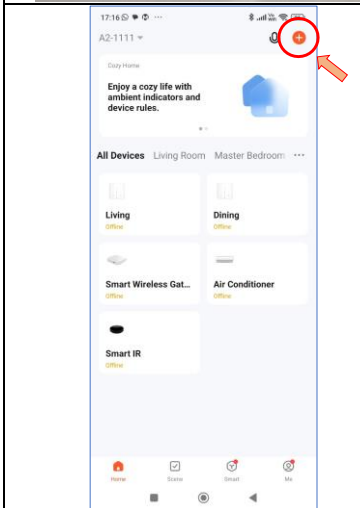 17:16
A2-1111
Cozy Home
Enjoy a cozy life with
ambient indicators and
device rules.
All Devices Living Room Master Bedroom ...
Living
Offline
Dining
Offline
Smart Wireless Gat...
Offline
Air Conditioner
Offline
Smart IR
Offline
Home Scene Smart Me